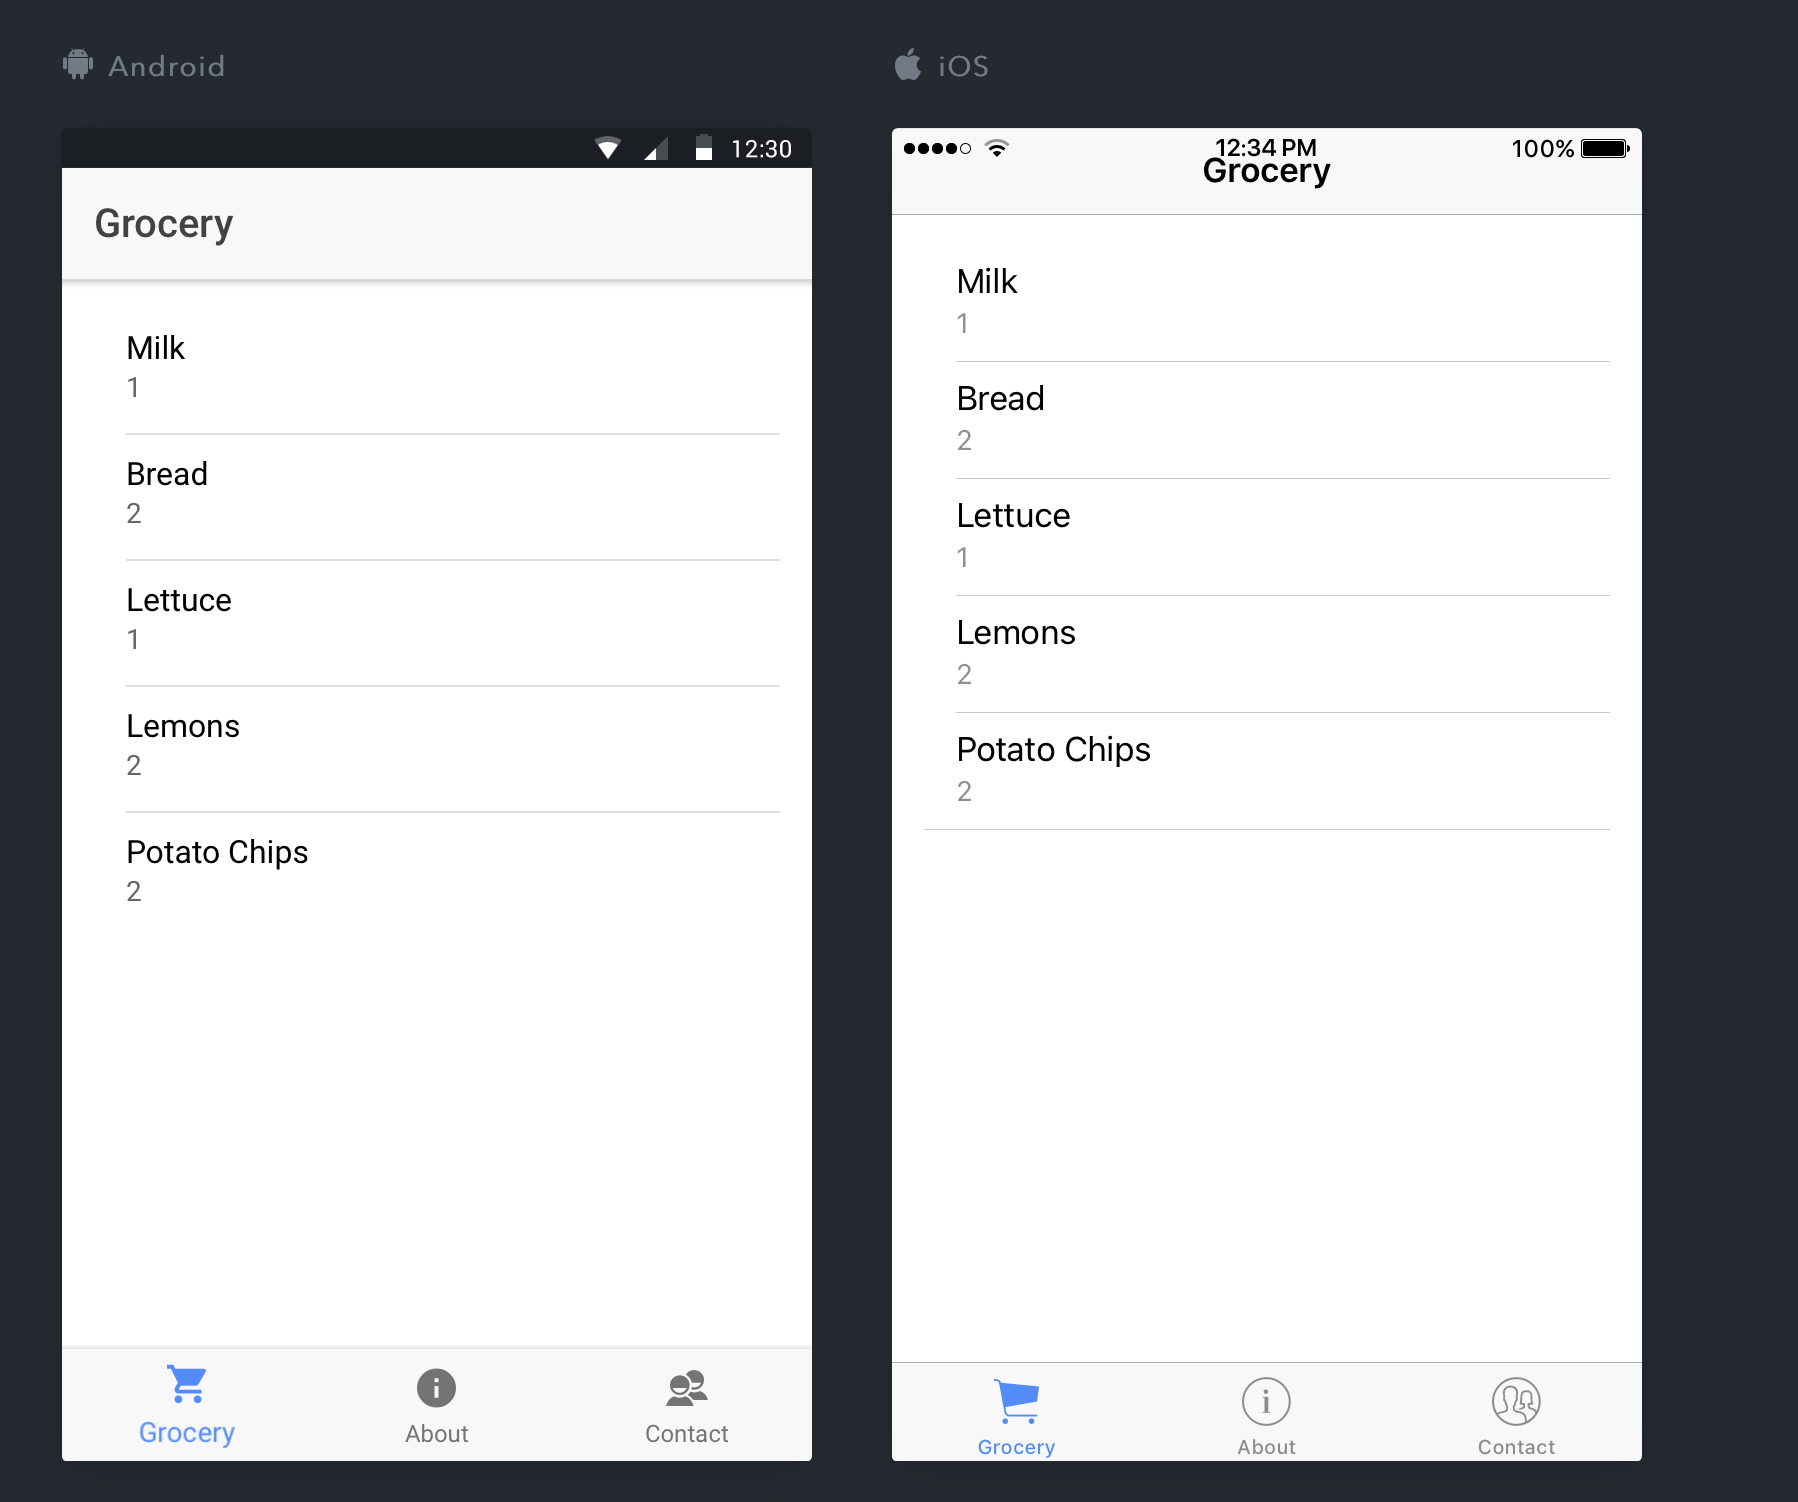 Android
12:30
Grocery
Milk
1
Bread
2
Lettuce
1
Lemons
2
Potato Chips
2
Grocery
About
Contact
iOS
12:34 PM
100%
Grocery
Milk
1
Bread
2
Lettuce
1
Lemons
2
Potato Chips
2
Grocery
About
Contact